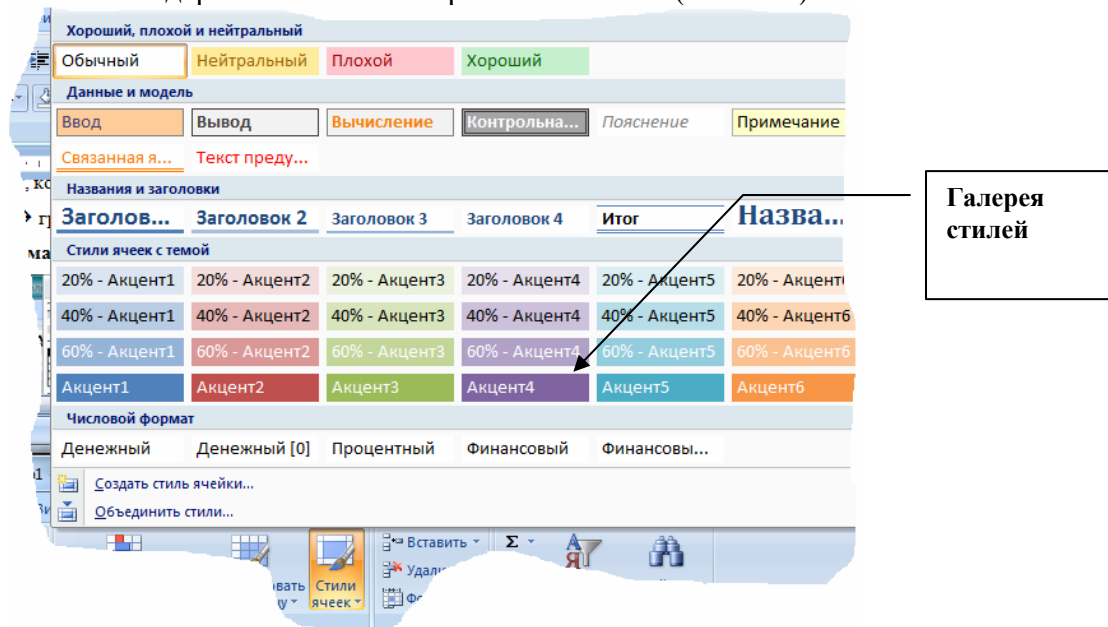 Хороший, плохой и нейтральный
Обычный Нейтральный Плохой Хороший
Данные и модель
Ввод Вывод Вычисление Контрольна... Пояснение Примечание
Связанная я... Текст преду...
Названия и заголовки
Заголов... Заголовок 2 Заголовок 3 Заголовок 4 Итог Назва...
Галерея
стилей
Стили ячеек с темой
20% - Акцент1 20% - Акцент2 20% - Акцент3 20% - Акцент4 20% - Акцент5 20% - Акцент
40% - Акцент1 40% - Акцент2 40% - Акцент3 40% - Акцент4 40% - Акцент5 40% - Акцент6
60% - Акцент1 60% - Акцент2 60% - Акцент3 60% - Акцент4 60% - Акцент5 60% - Акцент6
Акцент1 Акцент2 Акцент3 Акцент4 Акцент5 Акцент6
Числовой формат
Денежный Денежный [0] Процентный Финансовый Финансовы...
Создать стиль ячейки...
Объединить стили...
Вставить
Стили
ячеек